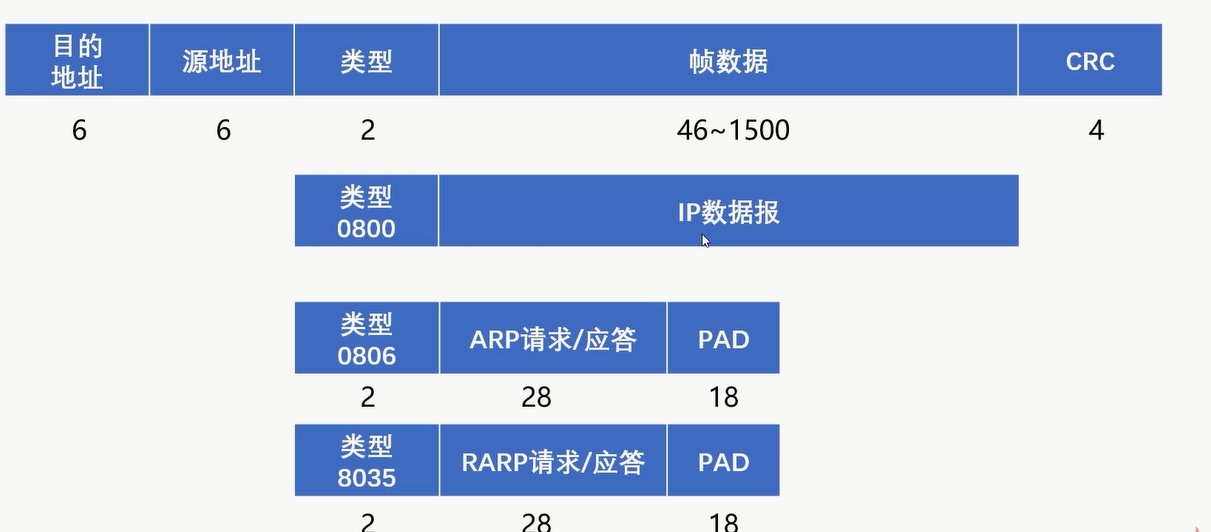 目的
地址
源地址
类型
帧数据
CRC
6
6
2
46~1500
4
类型
0800
IP数据报
类型
0806
ARP请求/应答
PAD
2
28
18
类型
8035
RARP请求/应答
PAD
2
28
18